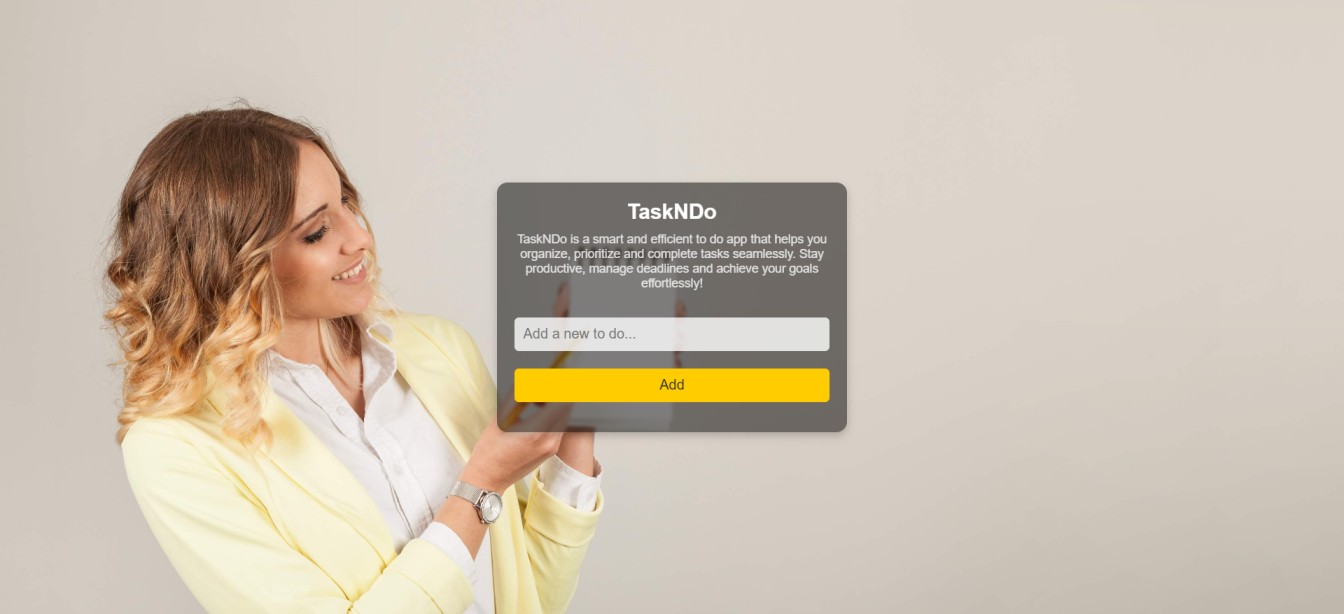 TaskNDo
TaskNDo is a smart and efficient to do app that helps you
organize, prioritize and complete tasks seamlessly. Stay
productive, manage deadlines and achieve your goals
effortlessly!
Add a new to do...
Add